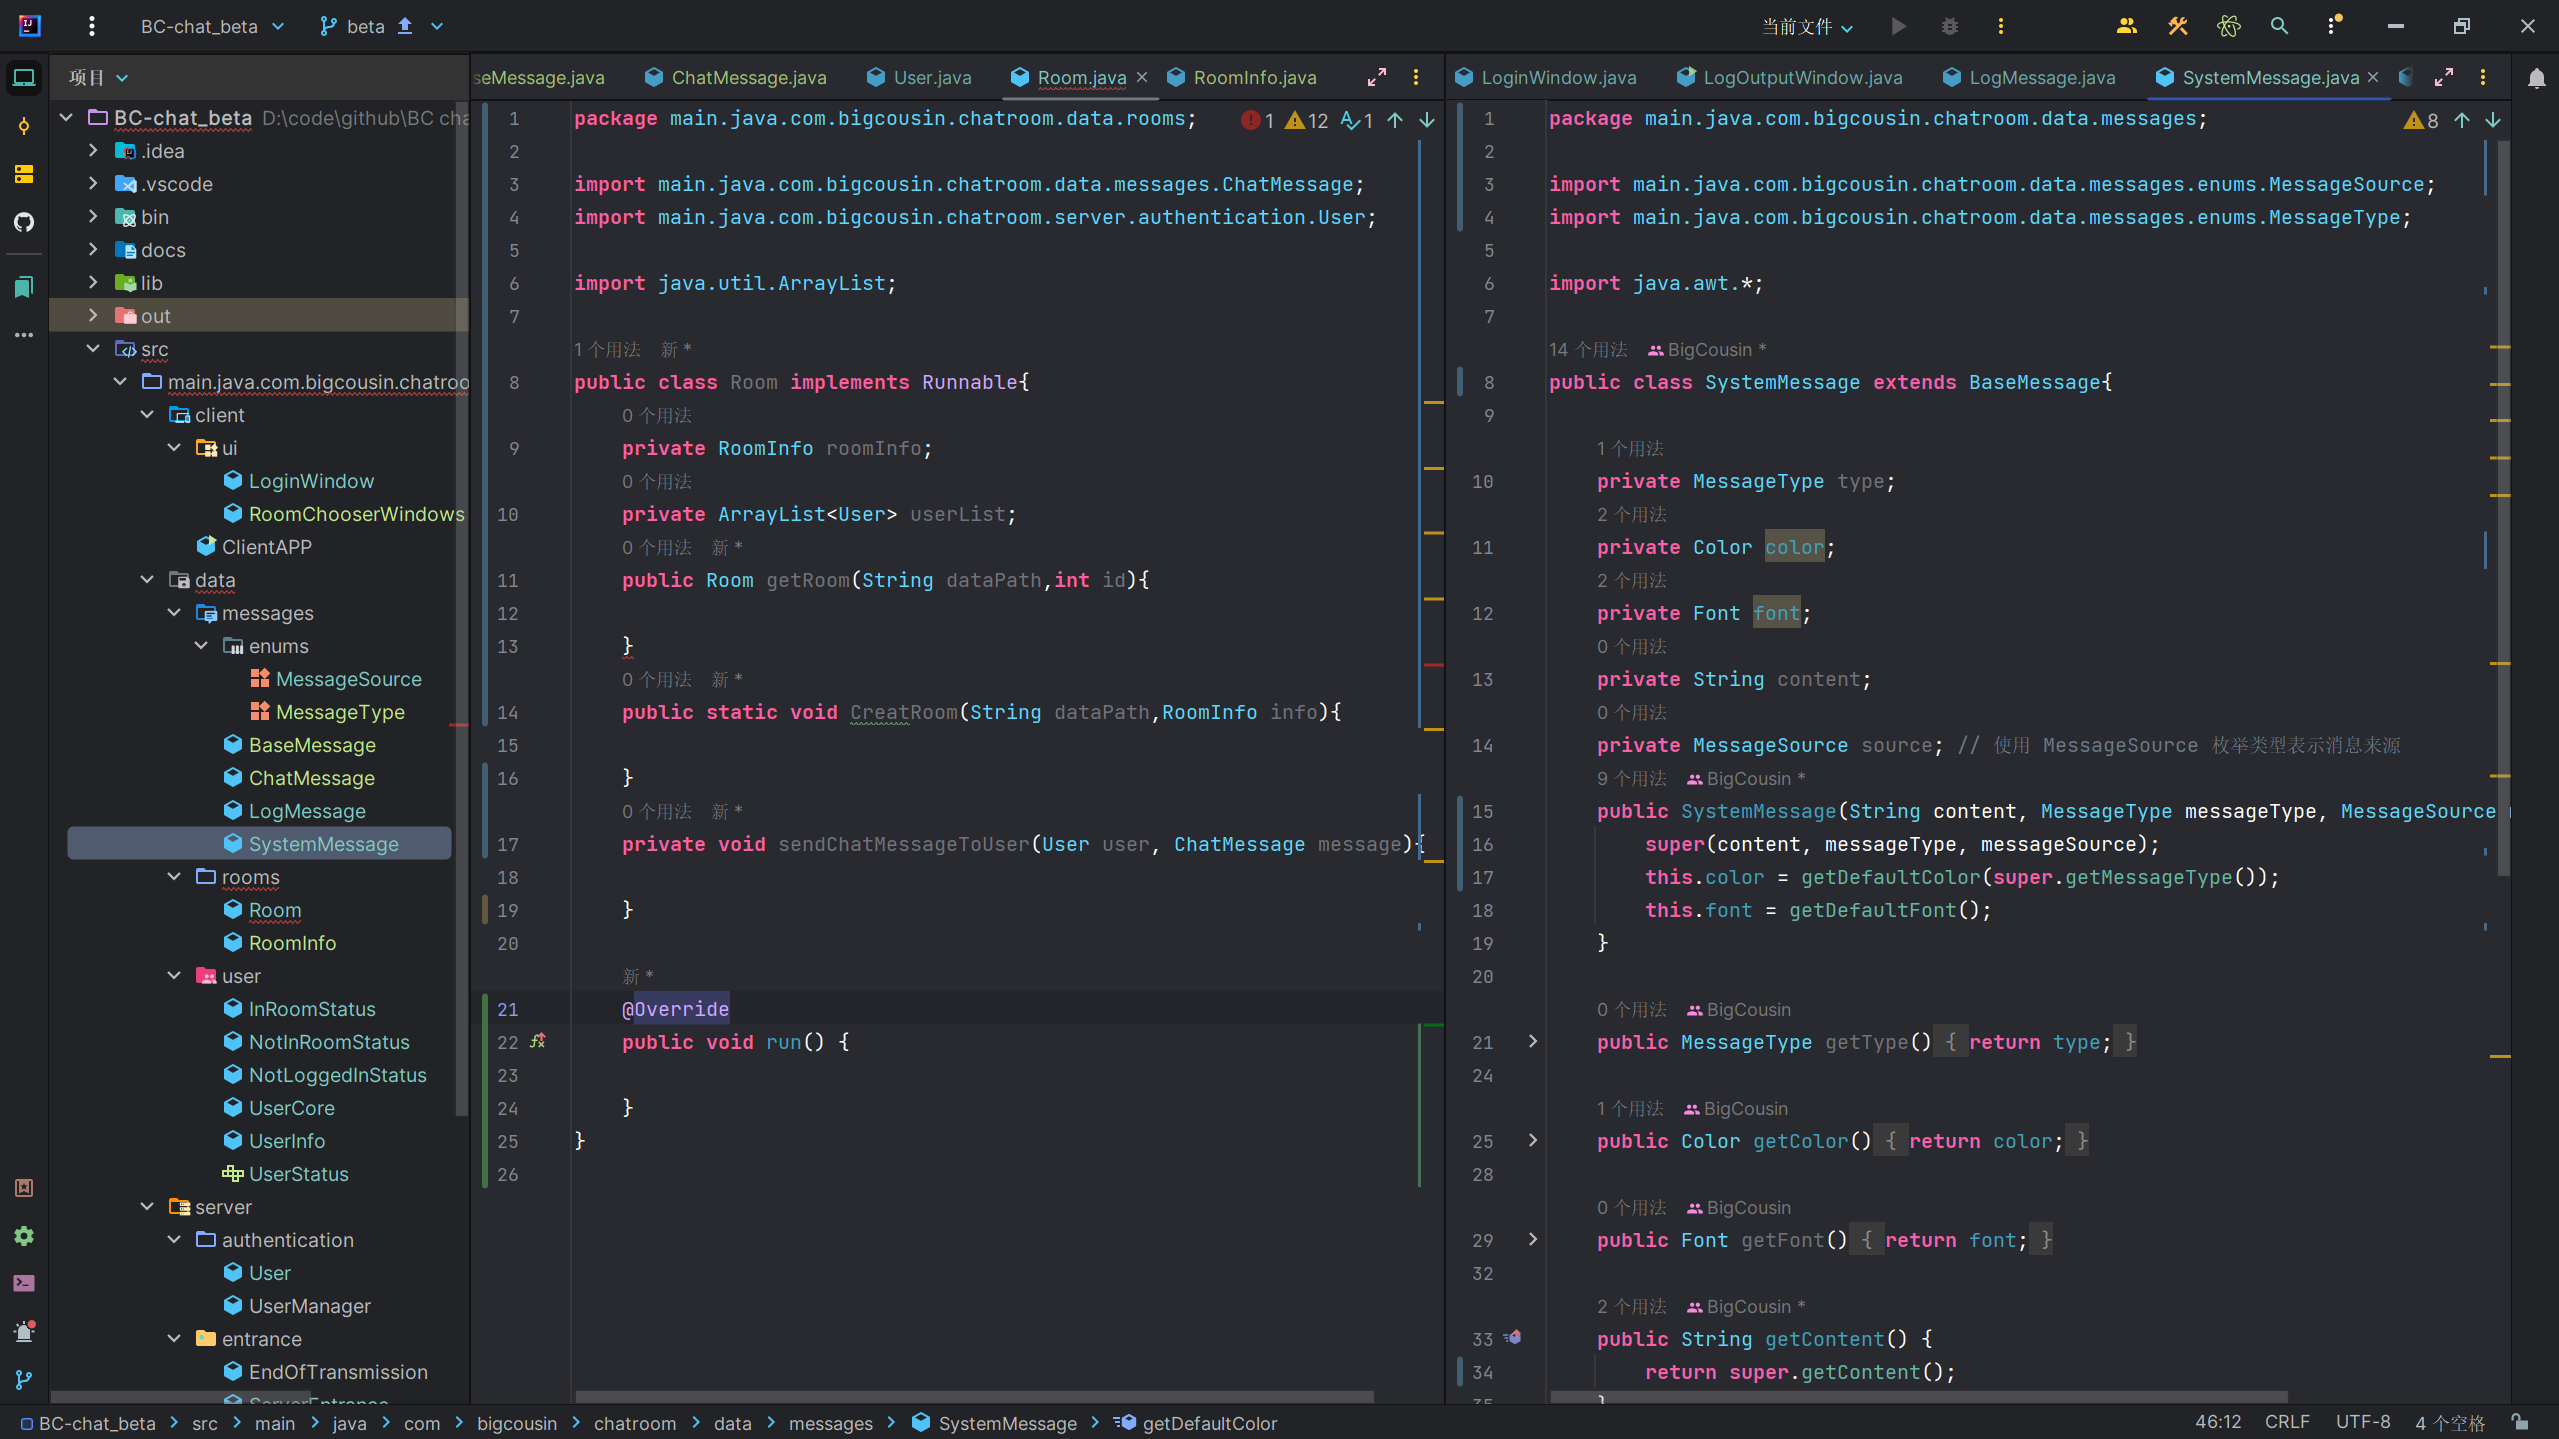 BC-chat_beta
beta
当前文件
项目
BC-chat_beta D:\code\github\BC cha
.idea
.vscode
bin
docs
lib
out
src
main.java.com.bigcousin.chatroo
client
ui
LoginWindow
RoomChooserWindows
ClientAPP
data
messages
enums
MessageSource
MessageType
BaseMessage
ChatMessage
LogMessage
SystemMessage
rooms
Room
RoomInfo
user
InRoomStatus
NotInRoomStatus
NotLoggedInStatus
UserCore
UserInfo
UserStatus
server
authentication
User
UserManager
entrance
EndOfTransmission
ServerEntrance
seMessage.java ChatMessage.java User.java Room.java RoomInfo.java
1 12 1
1 package main.java.com.bigcousin.chatroom.data.rooms;
2
3 import main.java.com.bigcousin.chatroom.data.messages.ChatMessage;
4 import main.java.com.bigcousin.chatroom.server.authentication.User;
5
6 import java.util.ArrayList;
7
1 个用法 新 *
8 public class Room implements Runnable{
0 个用法
9 private RoomInfo roomInfo;
0 个用法
10 private ArrayList<User> userList;
0 个用法 新 *
11 public Room getRoom(String dataPath,int id){
12
13 }
0 个用法 新 *
14 public static void CreatRoom(String dataPath,RoomInfo info){
15
16 }
0 个用法 新 *
17 private void sendChatMessageToUser(User user, ChatMessage message){
18
19 }
20
新 *
21 @Override
22 public void run() {
23
24 }
25 }
26
LoginWindow.java LogOutputWindow.java LogMessage.java SystemMessage.java
8
1 package main.java.com.bigcousin.chatroom.data.messages;
2
3 import main.java.com.bigcousin.chatroom.data.messages.enums.MessageSource;
4 import main.java.com.bigcousin.chatroom.data.messages.enums.MessageType;
5
6 import java.awt.*;
7
14 个用法 BigCousin *
8 public class SystemMessage extends BaseMessage{
9
1 个用法
10 private MessageType type;
2 个用法
11 private Color color;
2 个用法
12 private Font font;
0 个用法
13 private String content;
0 个用法
14 private MessageSource source; // 使用 MessageSource 枚举类型表示消息来源
9 个用法 BigCousin *
15 public SystemMessage(String content, MessageType messageType, MessageSource
16 super(content, messageType, messageSource);
17 this.color = getDefaultColor(super.getMessageType());
18 this.font = getDefaultFont();
19 }
20
0 个用法 BigCousin
21 public MessageType getType() { return type; }
24
1 个用法 BigCousin
25 public Color getColor() { return color; }
28
0 个用法 BigCousin
29 public Font getFont() { return font; }
32
2 个用法 BigCousin *
33 public String getContent() {
34 return super.getContent();
35 }
BC-chat_beta > src > main > java > com > bigcousin > chatroom > data > messages > SystemMessage > getDefaultColor
46:12 CRLF UTF-8 4 个空格